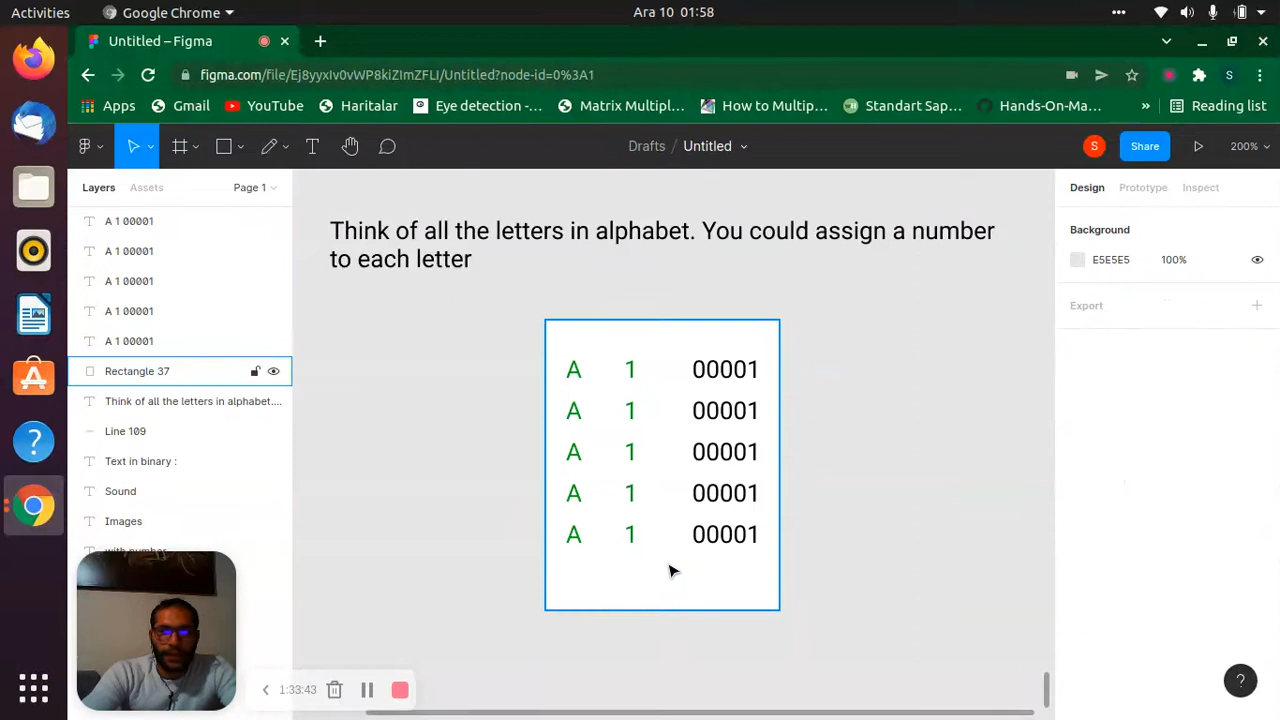 Activities
Google Chrome
Ara 10 01:58
Untitled – Figma
figma.com/file/Ej8yyxIv0vWP8kiZImZFLI/Untitled?node-id=0%3A1
S
Apps
Gmail
YouTube
Haritalar
Eye detection -...
Matrix Multipl...
How to Multip...
Standart Sap...
Hands-On-Ma...
»
Reading list
Drafts
Untitled
S
Share
200%
Layers
Assets
Page 1
A 1 00001
A 1 00001
A 1 00001
A 1 00001
A 1 00001
Rectangle 37
Think of all the letters in alphabet....
Line 109
Text in binary :
Sound
Images
with number
Think of all the letters in alphabet. You could assign a number
to each letter
A 1 00001
A 1 00001
A 1 00001
A 1 00001
A 1 00001
Design
Prototype
Inspect
Background
E5E5E5
100%
Export
1:33:43
?